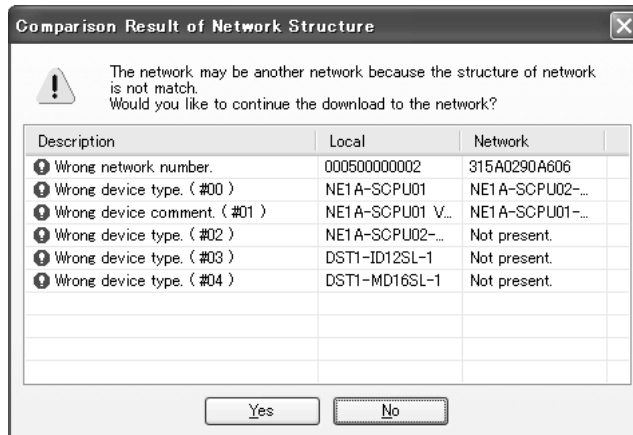 Comparison Result of Network Structure
The network may be another network because the structure of network
is not match.
Would you like to continue the download to the network?
Description Local Network
Wrong network number. 000500000002 315A0290A606
Wrong device type. ( #00 ) NE1A-SCPU01 NE1A-SCPU02-...
Wrong device comment. ( #01 ) NE1A-SCPU01 V... NE1A-SCPU01-...
Wrong device type. ( #02 ) NE1A-SCPU02-... Not present.
Wrong device type. ( #03 ) DST1-ID12SL-1 Not present.
Wrong device type. ( #04 ) DST1-MD16SL-1 Not present.
Yes No